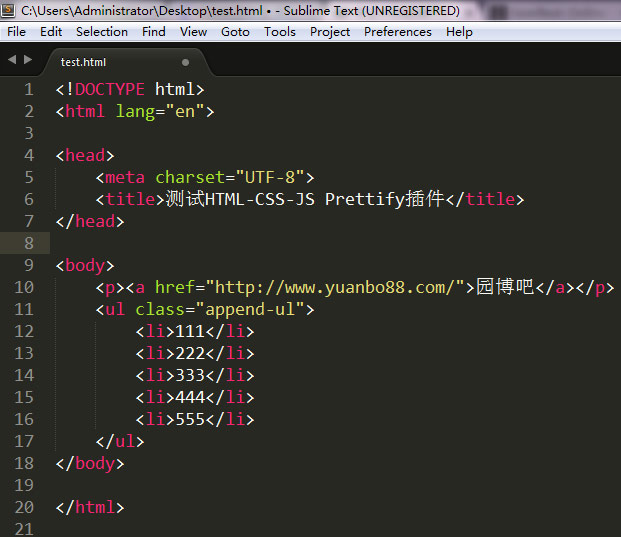 C:\Users\Administrator\Desktop\test.html • - Sublime Text (UNREGISTERED)
File Edit Selection Find View Goto Tools Project Preferences Help
test.html
1 <!DOCTYPE html>
2 <html lang="en">
3
4 <head>
5     <meta charset="UTF-8">
6     <title>测试HTML-CSS-JS Prettify插件</title>
7 </head>
8
9 <body>
10     <p><a href="http://www.yuanbo88.com/">园博吧</a></p>
11     <ul class="append-ul">
12         <li>111</li>
13         <li>222</li>
14         <li>333</li>
15         <li>444</li>
16         <li>555</li>
17     </ul>
18 </body>
19
20 </html>
21